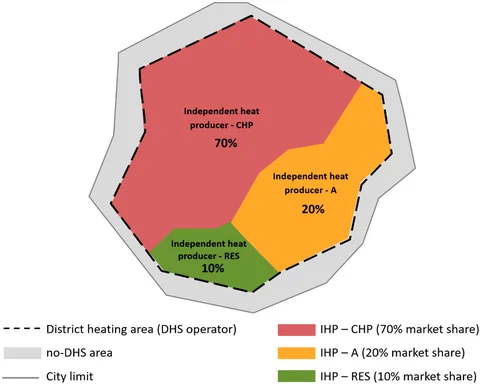 Independent heat
producer - CHP
70%
Independent heat
producer - A
20%
Independent heat
producer - RES
10%
District heating area (DHS operator)
no-DHS area
City limit
IHP – CHP (70% market share)
IHP – A (20% market share)
IHP – RES (10% market share)